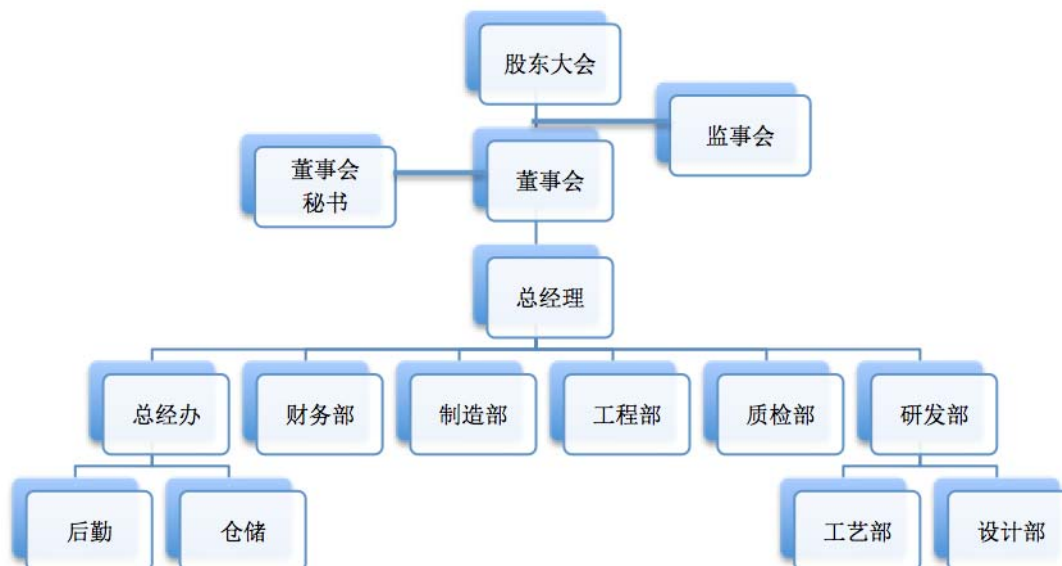 股东大会
监事会
董事会
秘书
董事会
总经理
总经办
财务部
制造部
工程部
质检部
研发部
后勤
仓储
工艺部
设计部